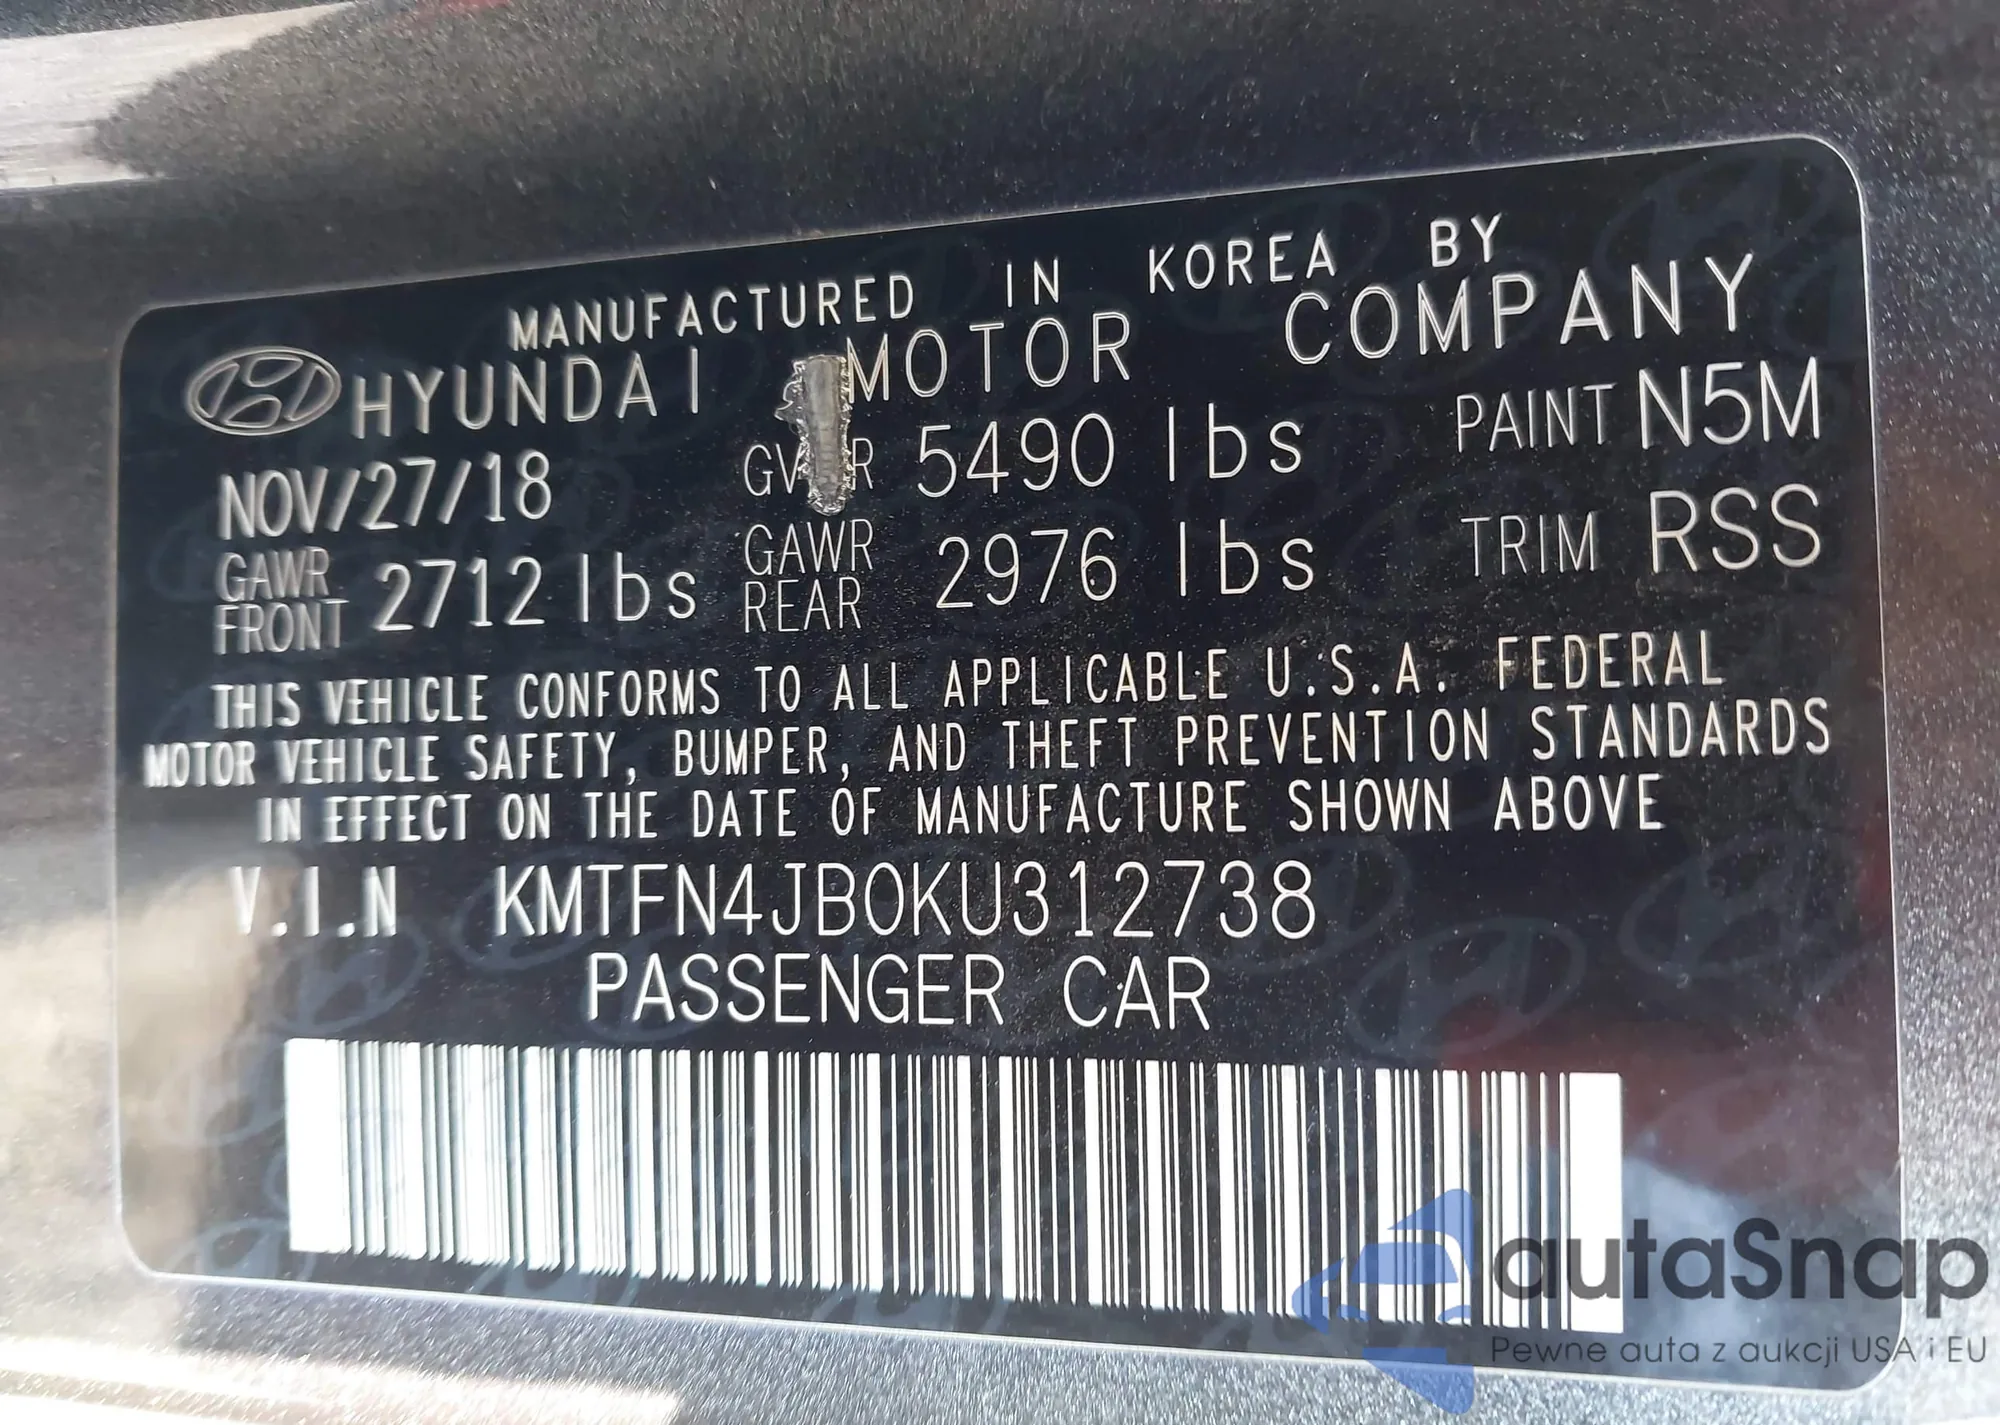 MANUFACTURED IN KOREA BY
HYUNDAI MOTOR COMPANY
NOV/27/18 5490 lbs PAINT N5M
GAWR FRONT 2712 lbs GAWR REAR 2976 lbs TRIM RSS
THIS VEHICLE CONFORMS TO ALL APPLICABLE U.S.A. FEDERAL
MOTOR VEHICLE SAFETY, BUMPER, AND THEFT PREVENTION STANDARDS
IN EFFECT ON THE DATE OF MANUFACTURE SHOWN ABOVE
V.I.N KMTFN4JB0KU312738
PASSENGER CAR
autaSnap
Pewne auta z aukcji USA i EU